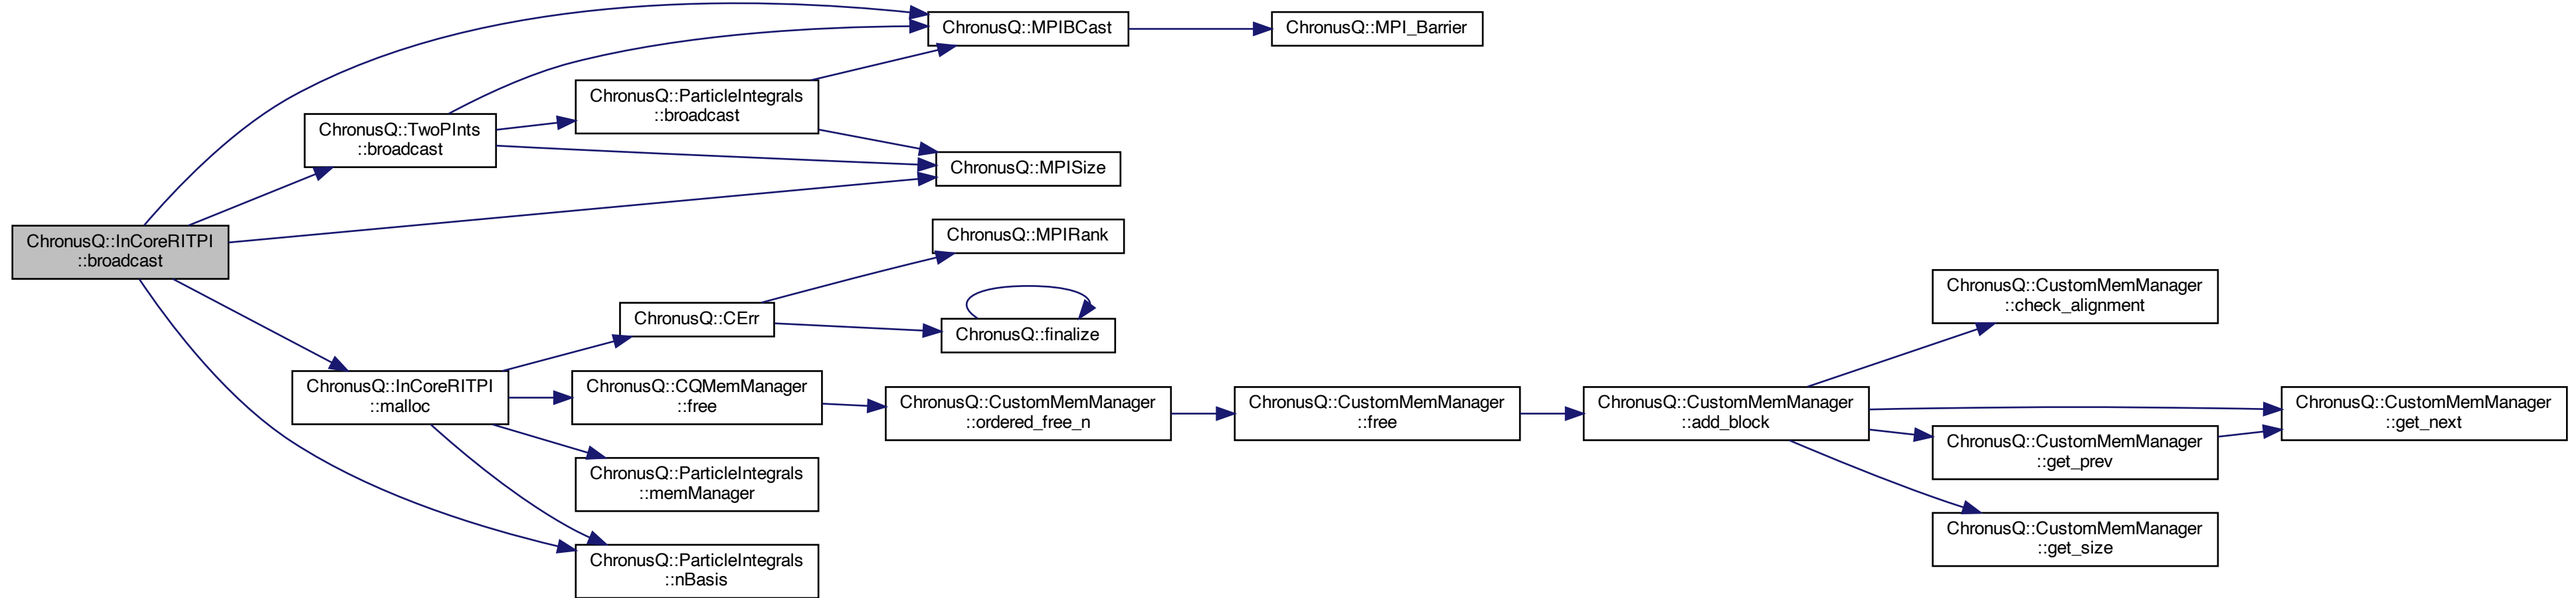 ChronusQ::InCoreRITPI
::broadcast
ChronusQ::TwoPInts
::broadcast
ChronusQ::ParticleIntegrals
::broadcast
ChronusQ::MPIBCast
ChronusQ::MPI_Barrier
ChronusQ::MPISize
ChronusQ::InCoreRITPI
::malloc
ChronusQ::CErr
ChronusQ::MPIRank
ChronusQ::finalize
ChronusQ::CQMemManager
::free
ChronusQ::CustomMemManager
::ordered_free_n
ChronusQ::CustomMemManager
::free
ChronusQ::CustomMemManager
::add_block
ChronusQ::CustomMemManager
::check_alignment
ChronusQ::CustomMemManager
::get_next
ChronusQ::CustomMemManager
::get_prev
ChronusQ::CustomMemManager
::get_size
ChronusQ::ParticleIntegrals
::memManager
ChronusQ::ParticleIntegrals
::nBasis